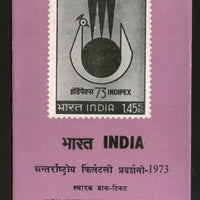 इंडिपेक्स 73 INDIPEX
भारत INDIA 1.45
भारत INDIA
अन्तर्राष्ट्रीय फिलेटली प्रदर्शनी-1973
स्मारक डाक-टिकट